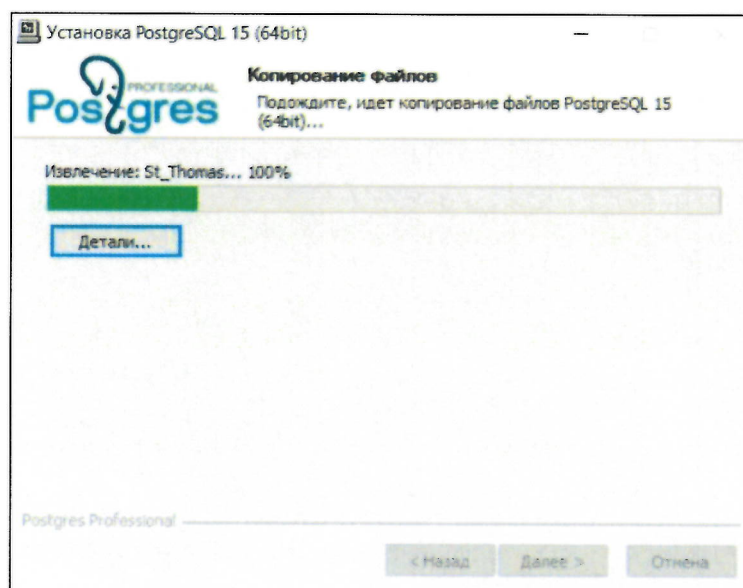 Установка PostgreSQL 15 (64bit)
PROFESSIONAL
Postgres
Копирование файлов
Подождите, идет копирование файлов PostgreSQL 15
(64bit)...
Извлечение: St_Thomas... 100%
Детали...
Postgres Professional
< Назад
Далее >
Отмена